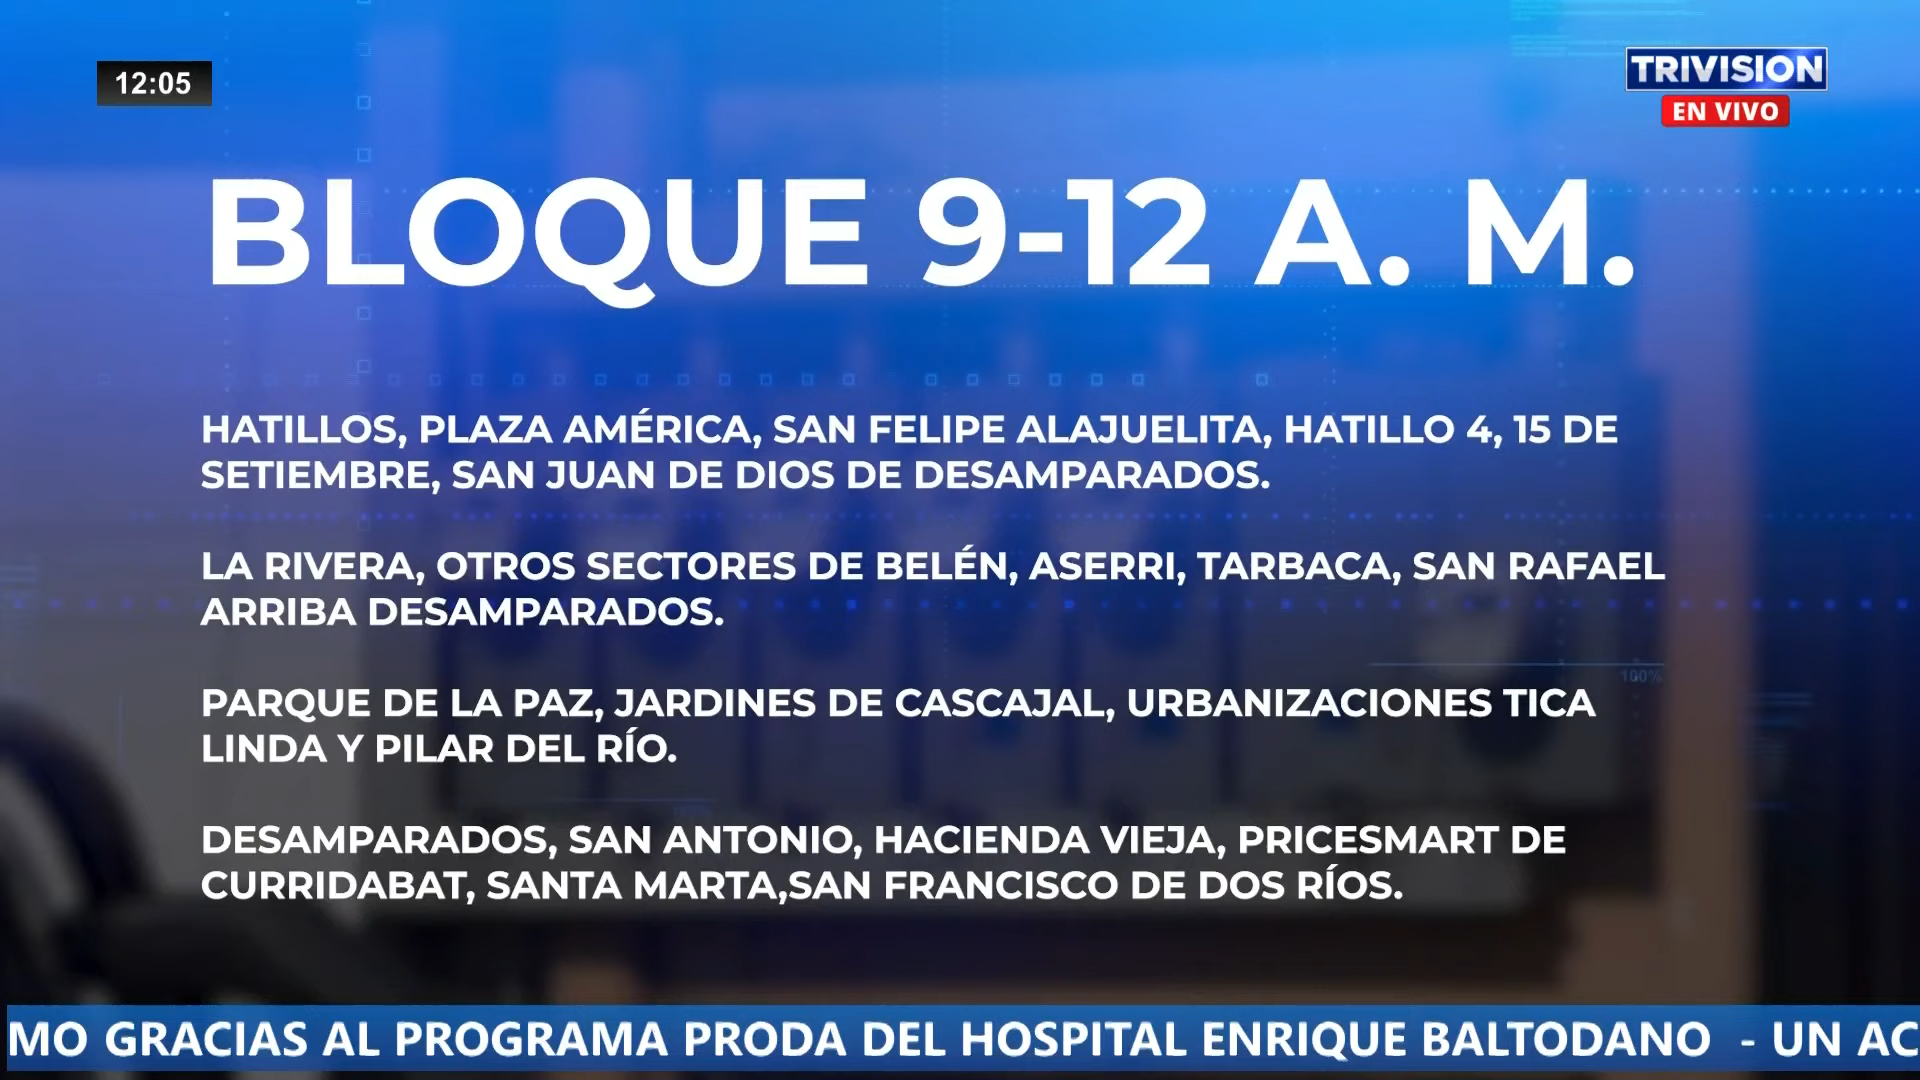 12:05
TRIVISION
EN VIVO
BLOQUE 9-12 A. M.
HATILLOS, PLAZA AMÉRICA, SAN FELIPE ALAJUELITA, HATILLO 4, 15 DE
SETIEMBRE, SAN JUAN DE DIOS DE DESAMPARADOS.
LA RIVERA, OTROS SECTORES DE BELÉN, ASERRI, TARBACA, SAN RAFAEL
ARRIBA DESAMPARADOS.
100%
PARQUE DE LA PAZ, JARDINES DE CASCAJAL, URBANIZACIONES TICA
LINDA Y PILAR DEL RÍO.
DESAMPARADOS, SAN ANTONIO, HACIENDA VIEJA, PRICESMART DE
CURRIDABAT, SANTA MARTA,SAN FRANCISCO DE DOS RÍOS.
MO GRACIAS AL PROGRAMA PRODA DEL HOSPITAL ENRIQUE BALTODANO - UN AC